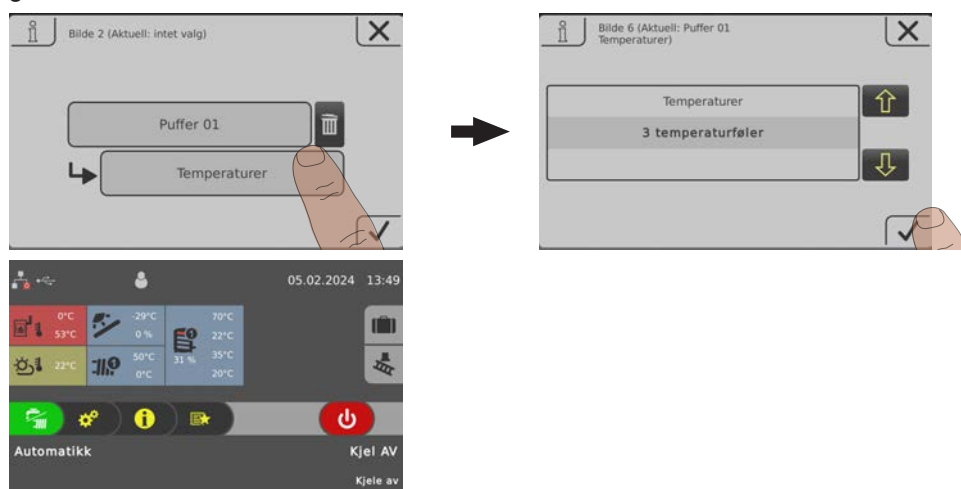 Bilde 2 (Aktuell: intet valg)
Puffer 01
Temperaturer
Bilde 6 (Aktuell: Puffer 01
Temperaturer)
Temperaturer
3 temperaturføler
05.02.2024 13:49
0°C
53°C
-29°C
0 %
70°C
22°C
31 %
35°C
20°C
22°C
50°C
0°C
Automatikk
Kjel AV
Kjele av